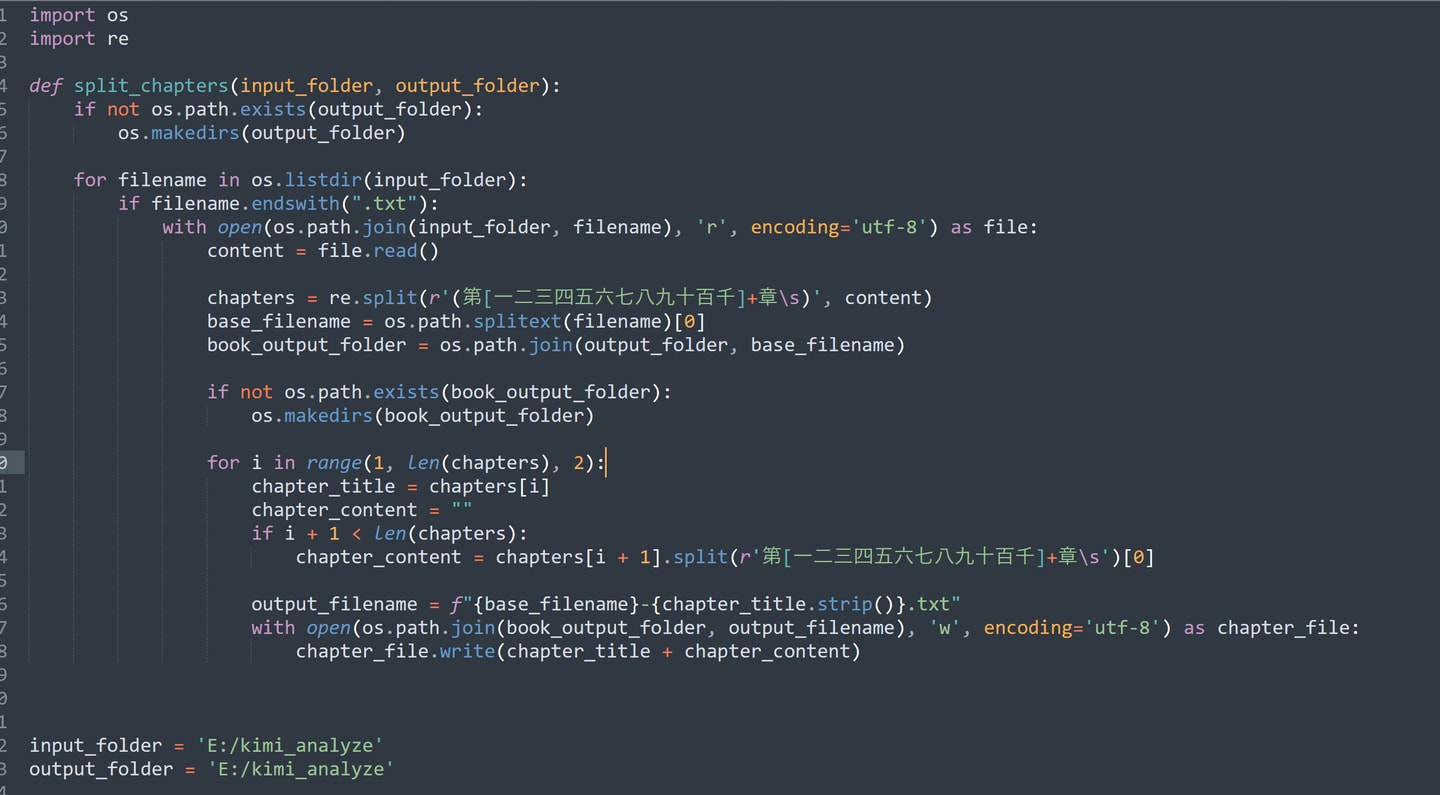 1 import os
2 import re
3
4 def split_chapters(input_folder, output_folder):
5     if not os.path.exists(output_folder):
6         os.makedirs(output_folder)
7
8     for filename in os.listdir(input_folder):
9         if filename.endswith(".txt"):
0             with open(os.path.join(input_folder, filename), 'r', encoding='utf-8') as file:
1                 content = file.read()
2
3                 chapters = re.split(r'(第[一二三四五六七八九十百千]+章\s)', content)
4                 base_filename = os.path.splitext(filename)[0]
5                 book_output_folder = os.path.join(output_folder, base_filename)
6
7                 if not os.path.exists(book_output_folder):
8                     os.makedirs(book_output_folder)
9
0                 for i in range(1, len(chapters), 2):
1                     chapter_title = chapters[i]
2                     chapter_content = ""
3                     if i + 1 < len(chapters):
4                         chapter_content = chapters[i + 1].split(r'第[一二三四五六七八九十百千]+章\s')[0]
5
6                     output_filename = f"{base_filename}-{chapter_title.strip()}.txt"
7                     with open(os.path.join(book_output_folder, output_filename), 'w', encoding='utf-8') as chapter_file:
8                         chapter_file.write(chapter_title + chapter_content)
9
0
1
2 input_folder = 'E:/kimi_analyze'
3 output_folder = 'E:/kimi_analyze'
4